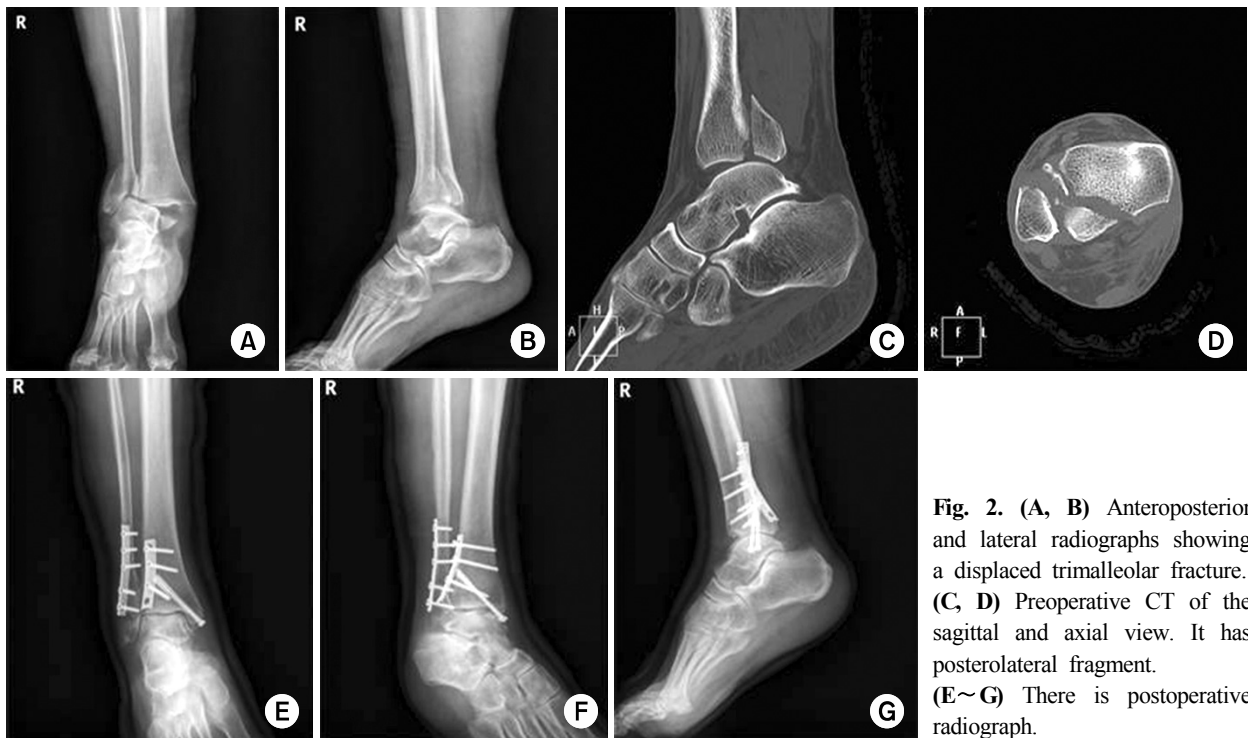 R
R
A
B
H
A
P
C
A
R F L
P
D
R
R
R
E
F
G
Fig. 2. (A, B) Anteroposterior
and lateral radiographs showing
a displaced trimalleolar fracture.
(C, D) Preoperative CT of the
sagittal and axial view. It has
posterolateral fragment.
(E~G) There is postoperative
radiograph.